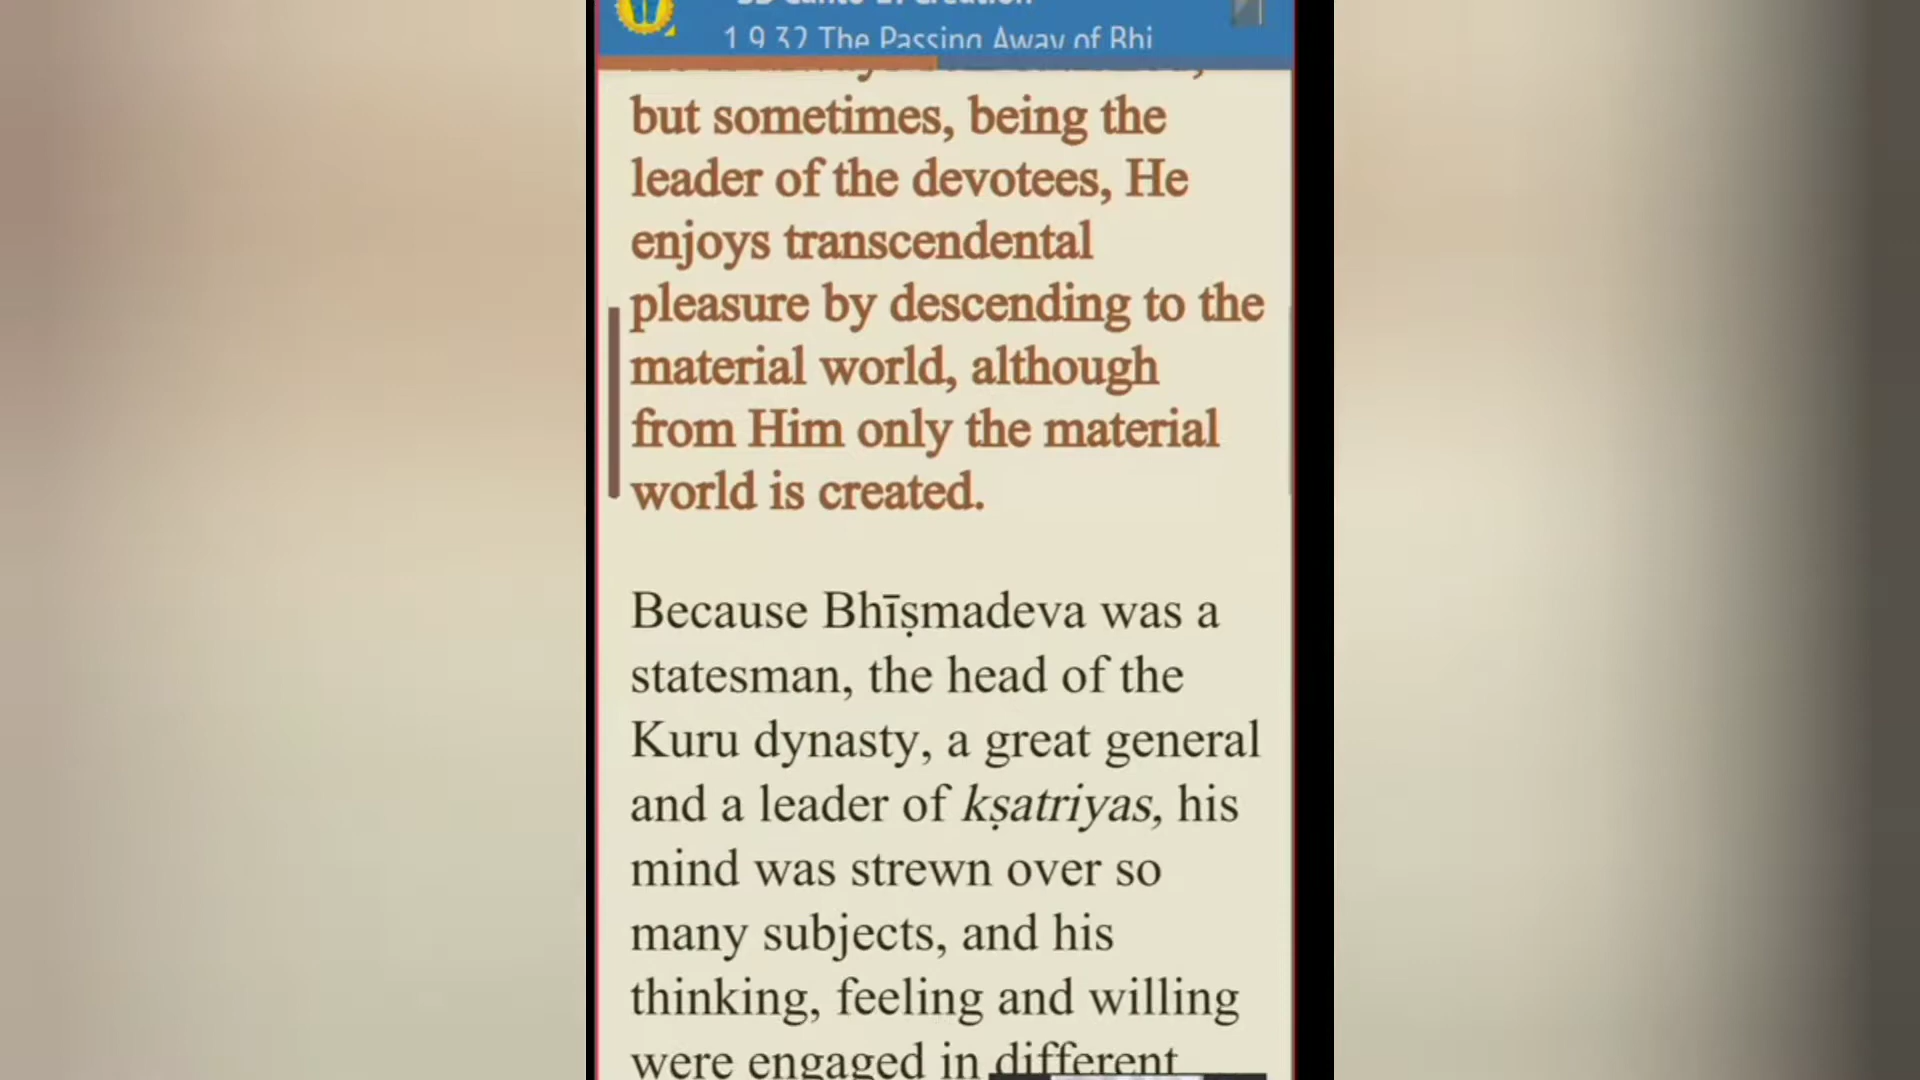 1.9.32 The Passing Away of Bhi
but sometimes, being the
leader of the devotees, He
enjoys transcendental
pleasure by descending to the
material world, although
from Him only the material
world is created.
Because Bhīṣmadeva was a
statesman, the head of the
Kuru dynasty, a great general
and a leader of kṣatriyas, his
mind was strewn over so
many subjects, and his
thinking, feeling and willing
were engaged in different